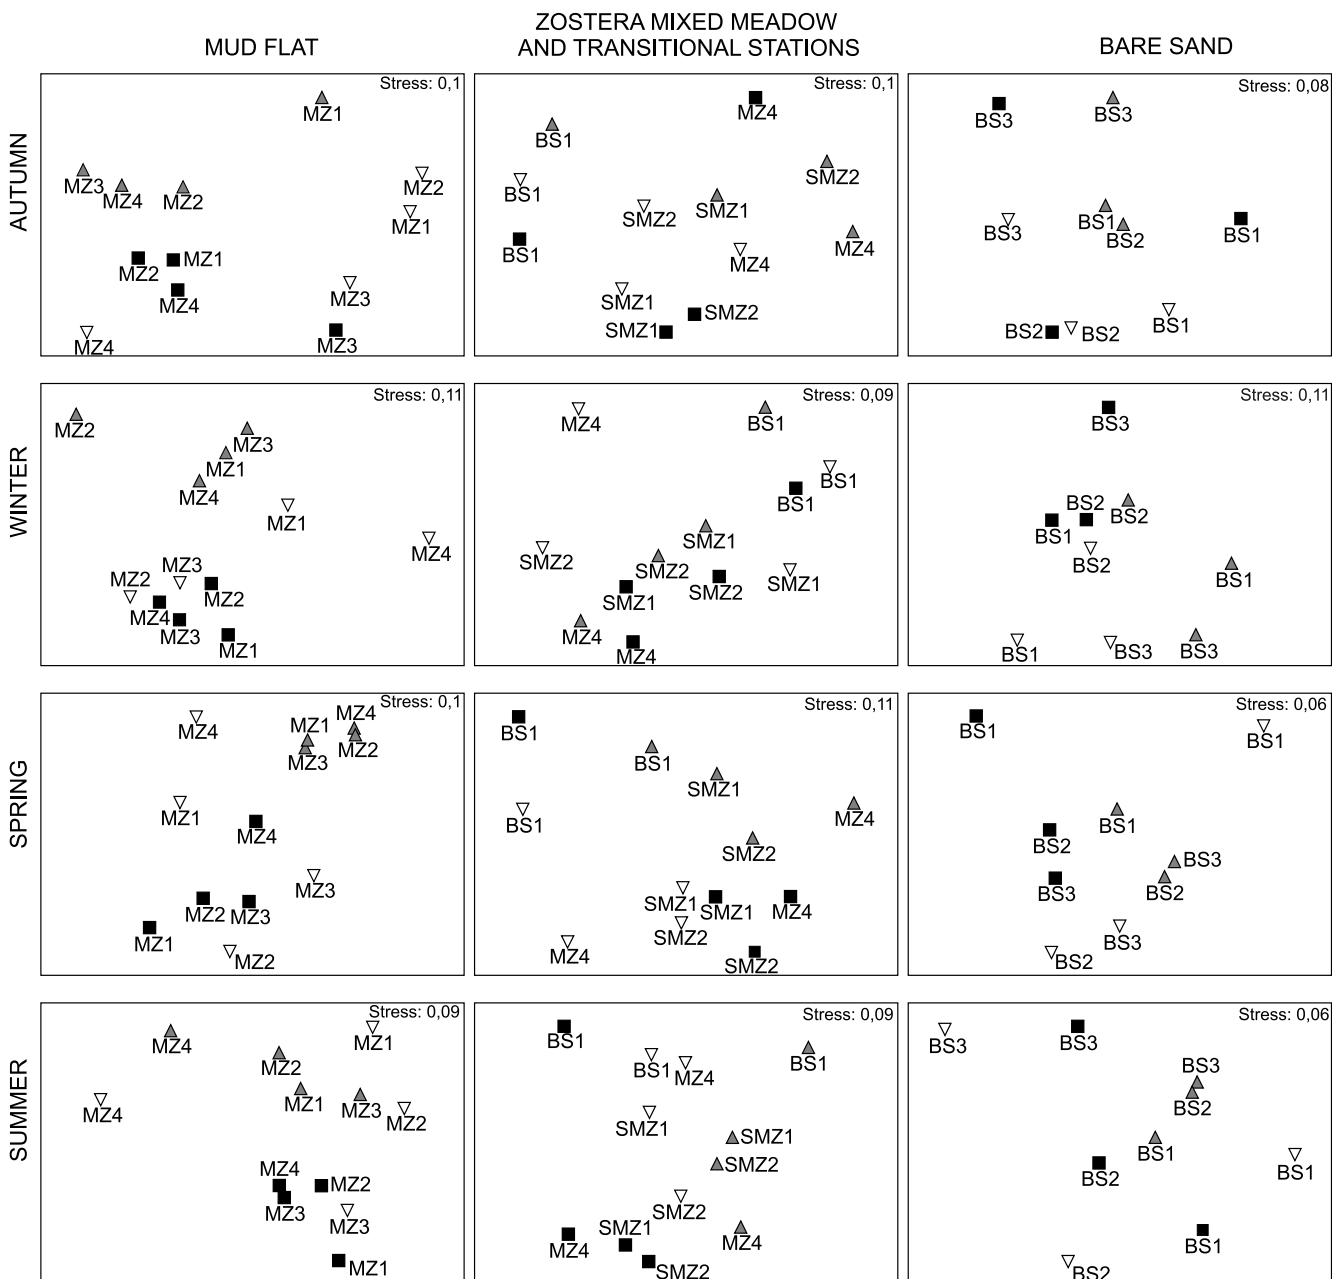 MUD FLAT
ZOSTERA MIXED MEADOW
AND TRANSITIONAL STATIONS
BARE SAND
AUTUMN
Stress: 0,1
MZ1
MZ3
MZ4
MZ2
MZ2
MZ1
MZ2
MZ1
MZ4
MZ3
MZ4
MZ3
Stress: 0,1
MZ4
BS1
SMZ2
BS1
SMZ2
SMZ1
BS1
MZ4
MZ4
SMZ1
SMZ2
SMZ1
Stress: 0,08
BS3
BS3
BS3
BS1
BS2
BS1
BS2
BS2
BS1
WINTER
Stress: 0,11
MZ2
MZ3
MZ1
MZ4
MZ1
MZ4
MZ3
MZ2
MZ2
MZ4
MZ3
MZ1
Stress: 0,09
MZ4
BS1
BS1
BS1
SMZ1
SMZ2
SMZ2
SMZ1
SMZ2
SMZ1
MZ4
MZ4
Stress: 0,11
BS3
BS2
BS2
BS1
BS2
BS1
BS1
BS3
BS3
SPRING
Stress: 0,1
MZ4
MZ1
MZ4
MZ3
MZ2
MZ1
MZ4
MZ3
MZ2
MZ3
MZ1
MZ2
Stress: 0,11
BS1
BS1
SMZ1
BS1
MZ4
SMZ2
SMZ1
SMZ1
MZ4
SMZ2
MZ4
SMZ2
Stress: 0,06
BS1
BS1
BS1
BS2
BS3
BS3
BS2
BS3
BS2
SUMMER
Stress: 0,09
MZ4
MZ1
MZ2
MZ1
MZ3
MZ4
MZ2
MZ4
MZ2
MZ3
MZ3
MZ1
Stress: 0,09
BS1
BS1
MZ4
BS1
SMZ1
SMZ1
SMZ2
SMZ2
SMZ1
MZ4
MZ4
SMZ2
Stress: 0,06
BS3
BS3
BS3
BS2
BS1
BS2
BS1
BS1
BS2